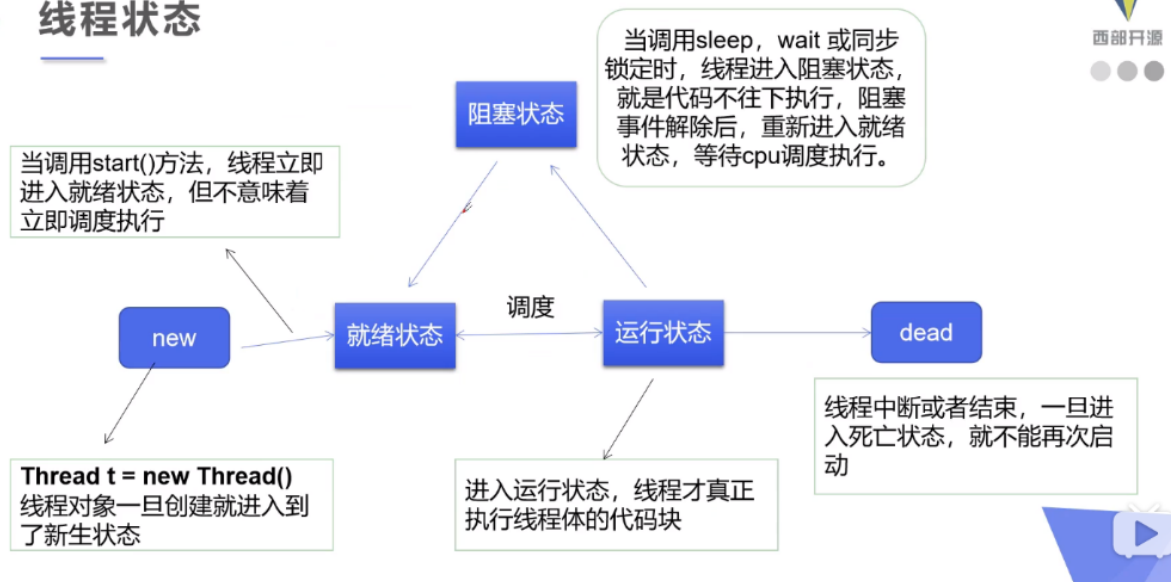 线程状态
西部开源
当调用sleep，wait 或同步
锁定时，线程进入阻塞状态，
就是代码不往下执行，阻塞
事件解除后，重新进入就绪
状态，等待cpu调度执行。
阻塞状态
当调用start()方法，线程立即
进入就绪状态，但不意味着
立即调度执行
new
就绪状态
调度
运行状态
dead
Thread t = new Thread()
线程对象一旦创建就进入到
了新生状态
进入运行状态，线程才真正
执行线程体的代码块
线程中断或者结束，一旦进
入死亡状态，就不能再次启
动